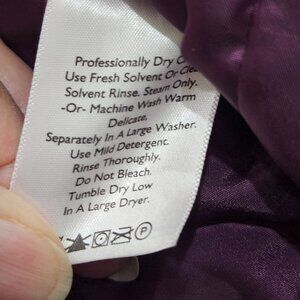 Professionally Dry
Use Fresh Solvent Or
Solvent Rinse. Steam Only.
-Or- Machine Wash Warm
Delicate,
Separately In A Large Washer.
Use Mild Detergent.
Rinse Thoroughly.
Do Not Bleach.
Tumble Dry Low
In A Large Dryer.
P